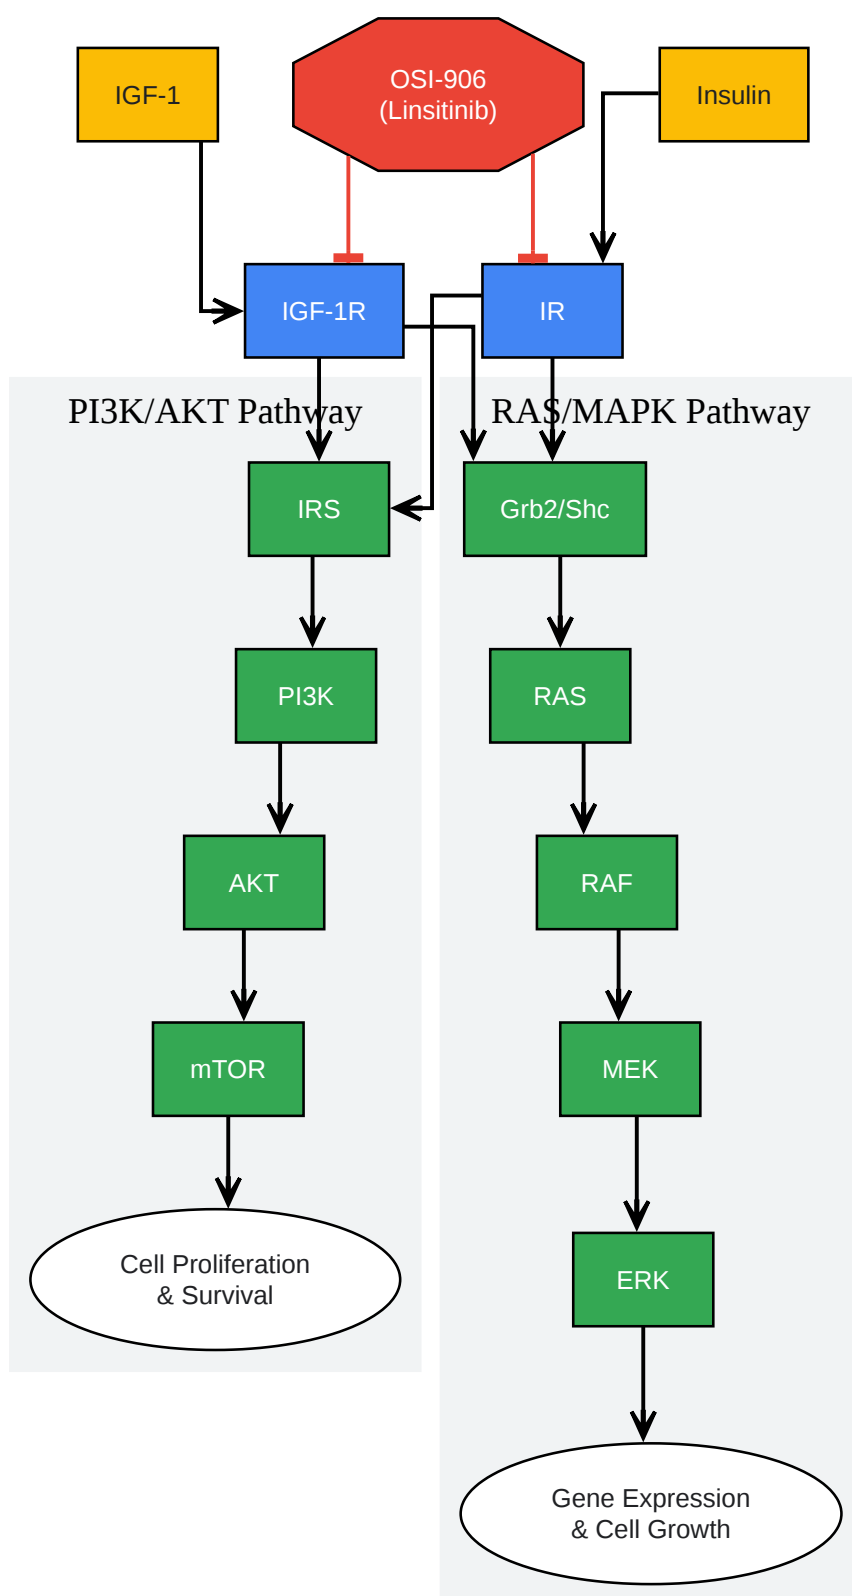 IGF-1
OSI-906
(Linsitinib)
Insulin
IGF-1R
IR
PI3K/AKT Pathway
RAS/MAPK Pathway
IRS
Grb2/Shc
PI3K
RAS
AKT
RAF
mTOR
MEK
Cell Proliferation
& Survival
ERK
Gene Expression
& Cell Growth